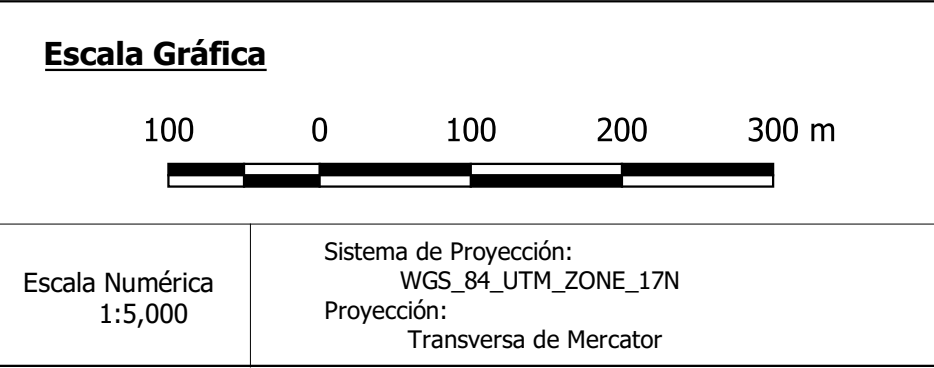 Escala Gráfica
100 0 100 200 300 m
Escala Numérica
1:5,000
Sistema de Proyección:
WGS_84_UTM_ZONE_17N
Proyección:
Transversa de Mercator